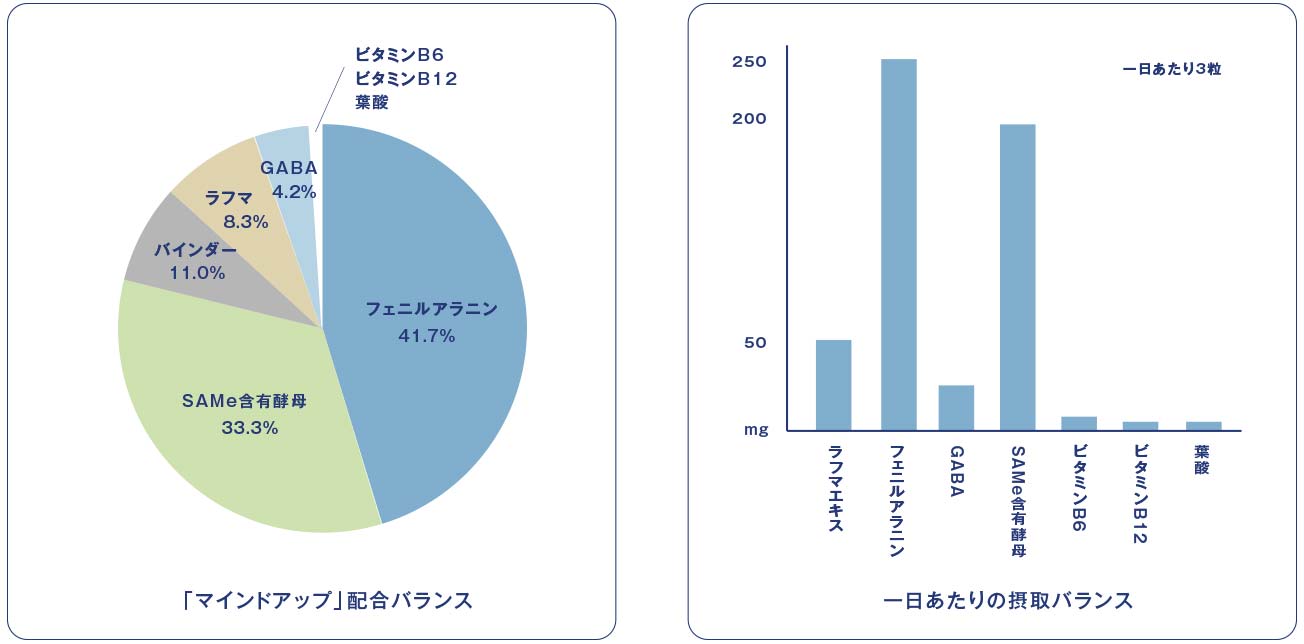 ビタミンB6
ビタミンB12
葉酸
GABA
4.2%
ラフマ
8.3%
バインダー
11.0%
フェニルアラニン
41.7%
SAMe含有酵母
33.3%
「マインドアップ」配合バランス
250
一日あたり3粒
200
50
mg
ラフマエキス
フェニルアラニン
GABA
SAMe含有酵母
ビタミンB6
ビタミンB12
葉酸
一日あたりの摂取バランス